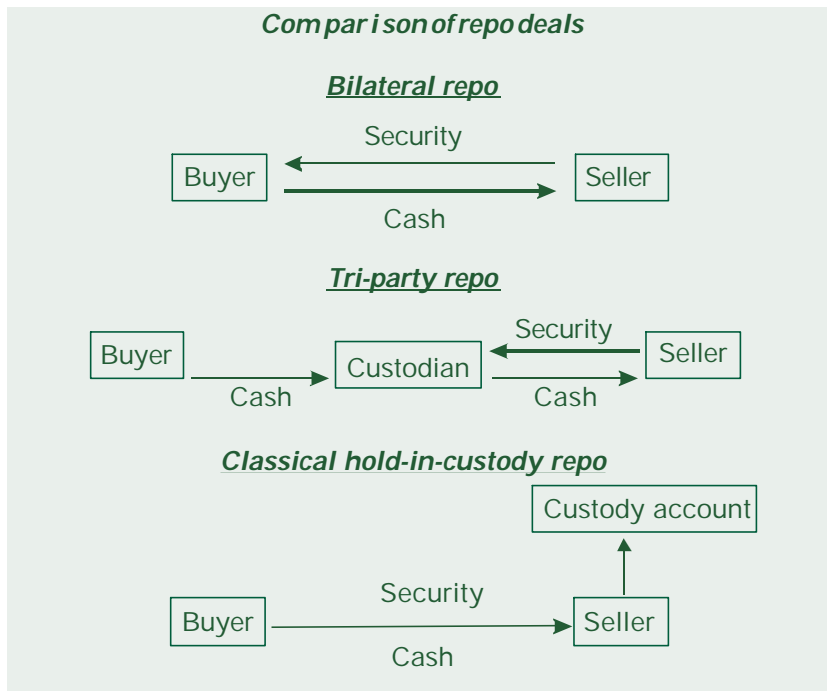 Comparison of repo deals
Bilateral repo
Security
Buyer
Seller
Cash
Tri-party repo
Security
Buyer
Custodian
Seller
Cash
Cash
Classical hold-in-custody repo
Custody account
Security
Buyer
Seller
Cash